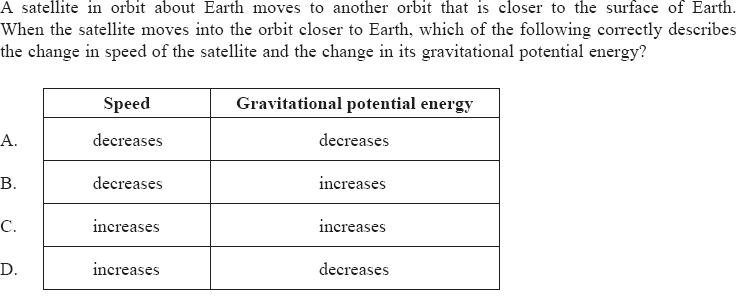 A satellite in orbit about Earth moves to another orbit that is closer to the surface of Earth.
When the satellite moves into the orbit closer to Earth, which of the following correctly describes
the change in speed of the satellite and the change in its gravitational potential energy?
Speed Gravitational potential energy
A. decreases decreases
B. decreases increases
C. increases increases
D. increases decreases